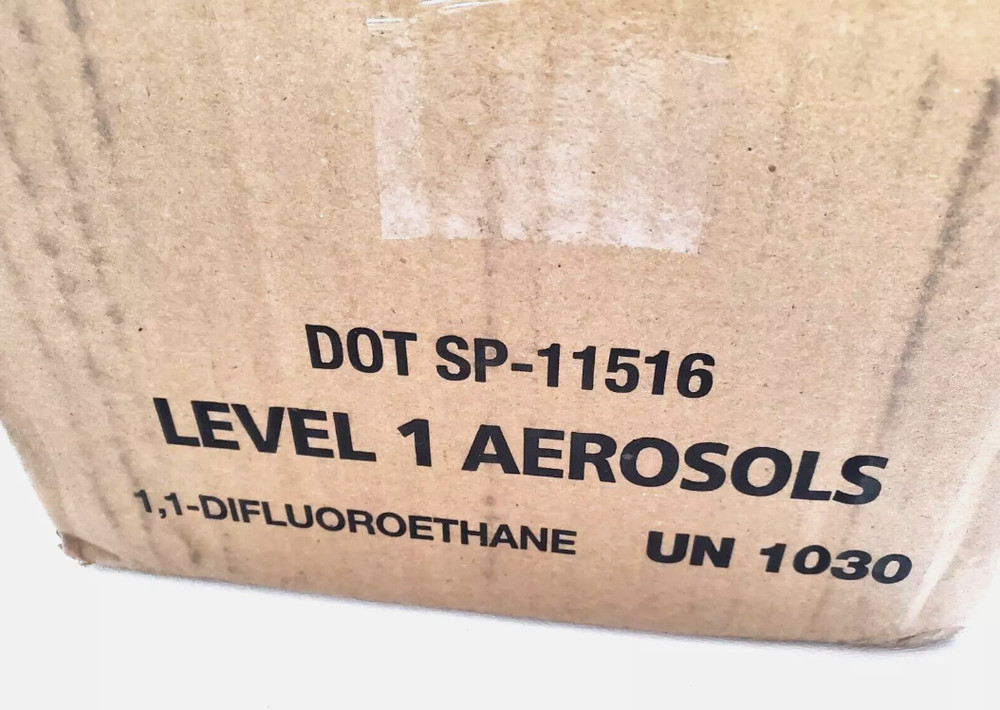 DOT SP-11516
LEVEL 1 AEROSOLS
1,1-DIFLUOROETHANE UN 1030